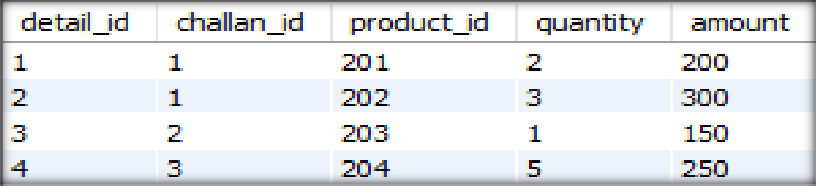 detail_id challan_id product_id quantity amount
1 1 201 2 200
2 1 202 3 300
3 2 203 1 150
4 3 204 5 250